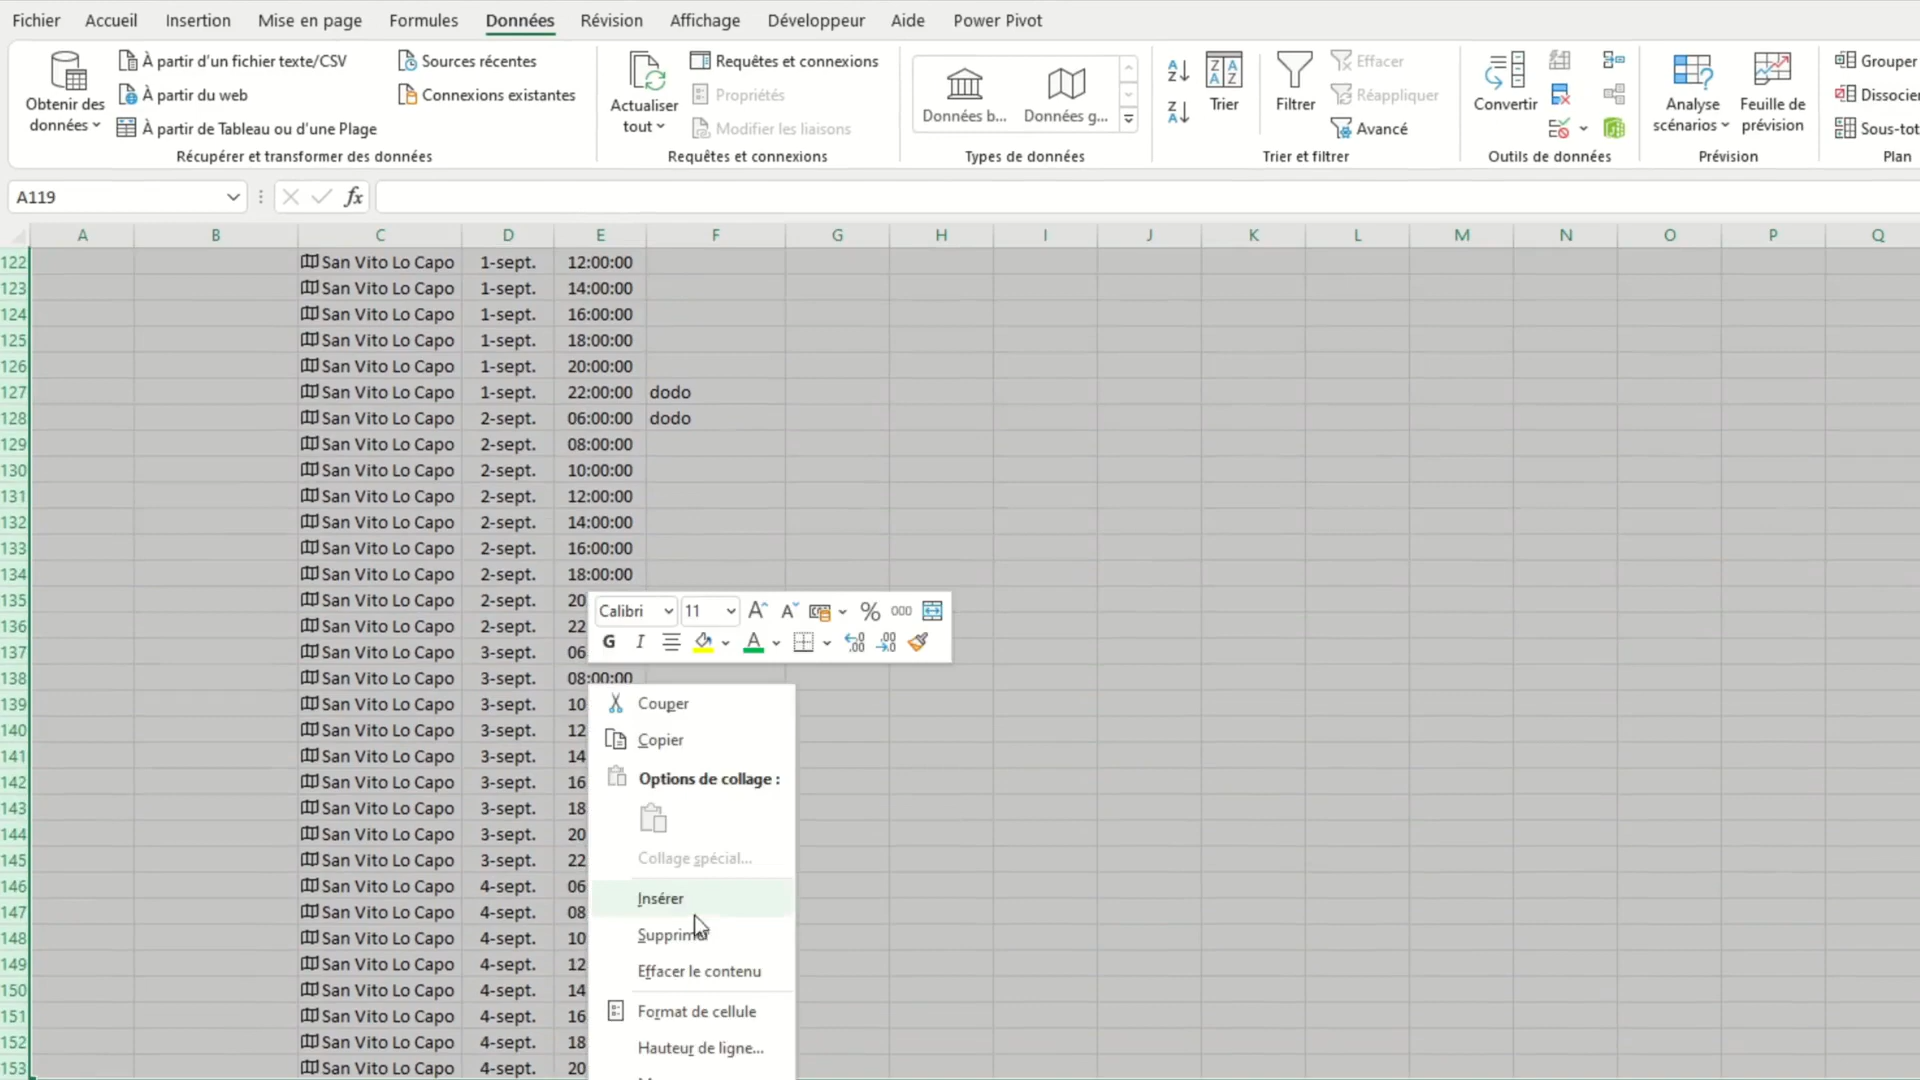 Fichier Accueil Insertion Mise en page Formules Données Révision Affichage Développeur Aide Power Pivot
Obtenir des données
À partir d'un fichier texte/CSV
À partir du web
À partir de Tableau ou d'une Plage
Sources récentes
Connexions existantes
Récupérer et transformer des données
Actualiser tout
Requêtes et connexions
Propriétés
Modifier les liaisons
Requêtes et connexions
Données b... Données g...
Types de données
Trier
Filtrer
Effacer
Réappliquer
Avancé
Trier et filtrer
Convertir
Outils de données
Analyse scénarios
Feuille de prévision
Prévision
Grouper
Dissocier
Sous-tot
Plan
A119 fx
A B C D E F G H I J K L M N O P Q
122 San Vito Lo Capo 1-sept. 12:00:00
123 San Vito Lo Capo 1-sept. 14:00:00
124 San Vito Lo Capo 1-sept. 16:00:00
125 San Vito Lo Capo 1-sept. 18:00:00
126 San Vito Lo Capo 1-sept. 20:00:00
127 San Vito Lo Capo 1-sept. 22:00:00 dodo
128 San Vito Lo Capo 2-sept. 06:00:00 dodo
129 San Vito Lo Capo 2-sept. 08:00:00
130 San Vito Lo Capo 2-sept. 10:00:00
131 San Vito Lo Capo 2-sept. 12:00:00
132 San Vito Lo Capo 2-sept. 14:00:00
133 San Vito Lo Capo 2-sept. 16:00:00
134 San Vito Lo Capo 2-sept. 18:00:00
135 San Vito Lo Capo 2-sept. 20
136 San Vito Lo Capo 2-sept. 22
137 San Vito Lo Capo 3-sept. 06
138 San Vito Lo Capo 3-sept. 08:00:00
139 San Vito Lo Capo 3-sept. 10
140 San Vito Lo Capo 3-sept. 12
141 San Vito Lo Capo 3-sept. 14
142 San Vito Lo Capo 3-sept. 16
143 San Vito Lo Capo 3-sept. 18
144 San Vito Lo Capo 3-sept. 20
145 San Vito Lo Capo 3-sept. 22
146 San Vito Lo Capo 4-sept. 06
147 San Vito Lo Capo 4-sept. 08
148 San Vito Lo Capo 4-sept. 10
149 San Vito Lo Capo 4-sept. 12
150 San Vito Lo Capo 4-sept. 14
151 San Vito Lo Capo 4-sept. 16
152 San Vito Lo Capo 4-sept. 18
153 San Vito Lo Capo 4-sept. 20
Calibri 11 A A % 000
G I A
Couper
Copier
Options de collage :
Collage spécial...
Insérer
Supprimer
Effacer le contenu
Format de cellule
Hauteur de ligne...